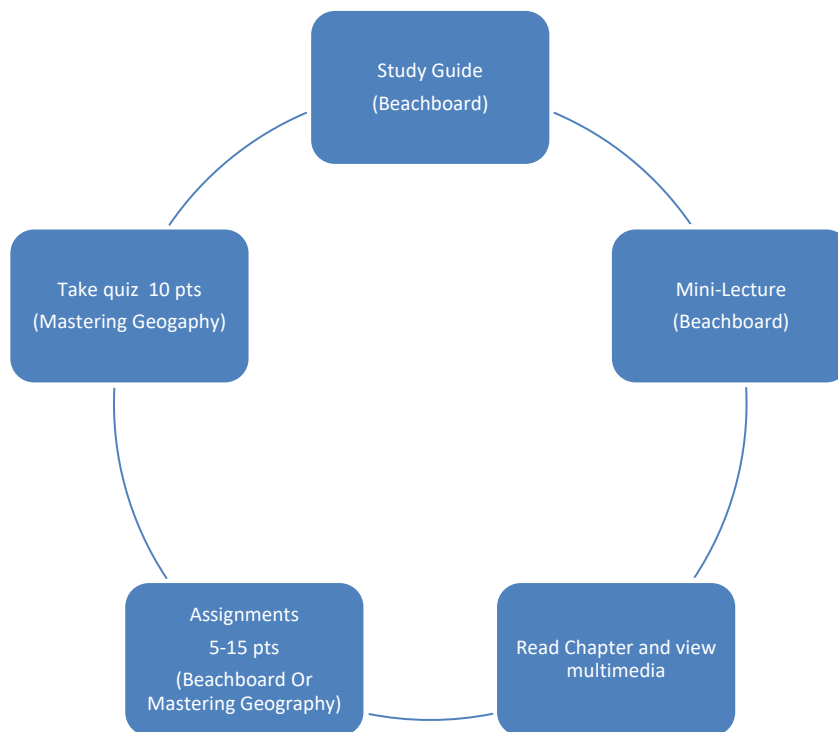 Study Guide
(Beachboard)
Mini-Lecture
(Beachboard)
Read Chapter and view
multimedia
Assignments
5-15 pts
(Beachboard Or
Mastering Geography)
Take quiz  10 pts
(Mastering Geogaphy)